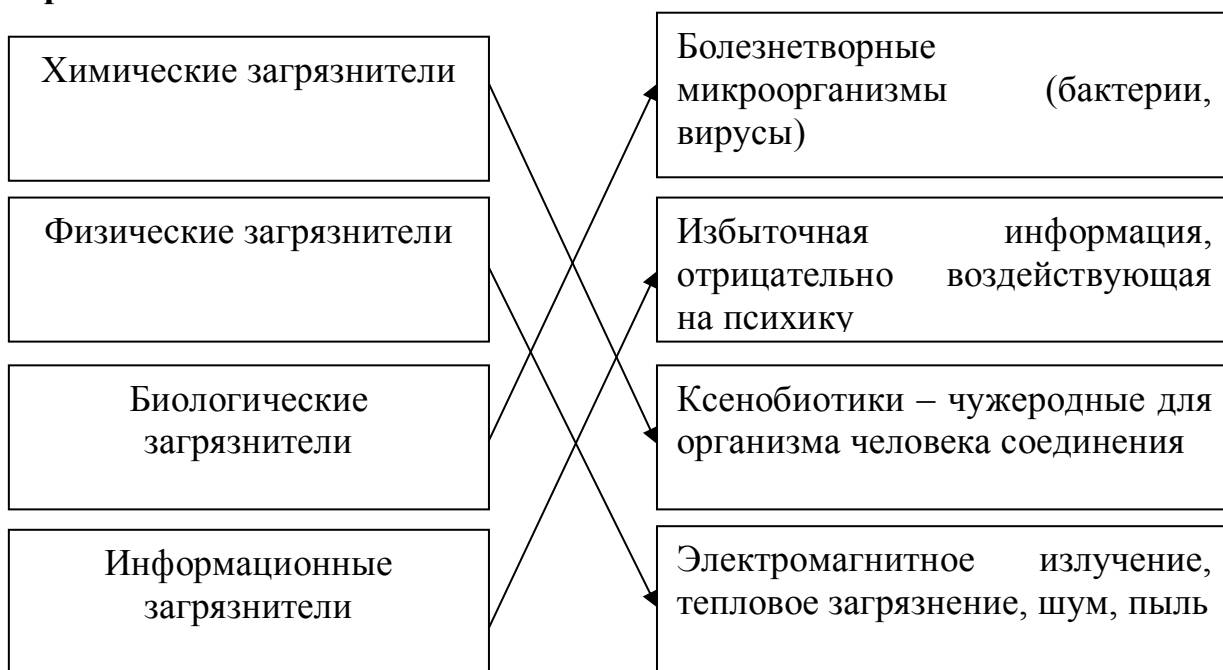 Химические загрязнители
Физические загрязнители
Биологические
загрязнители
Информационные
загрязнители
Болезнетворные
микроорганизмы (бактерии,
вирусы)
Избыточная информация,
отрицательно воздействующая
на психику
Ксенобиотики – чужеродные для
организма человека соединения
Электромагнитное излучение,
тепловое загрязнение, шум, пыль